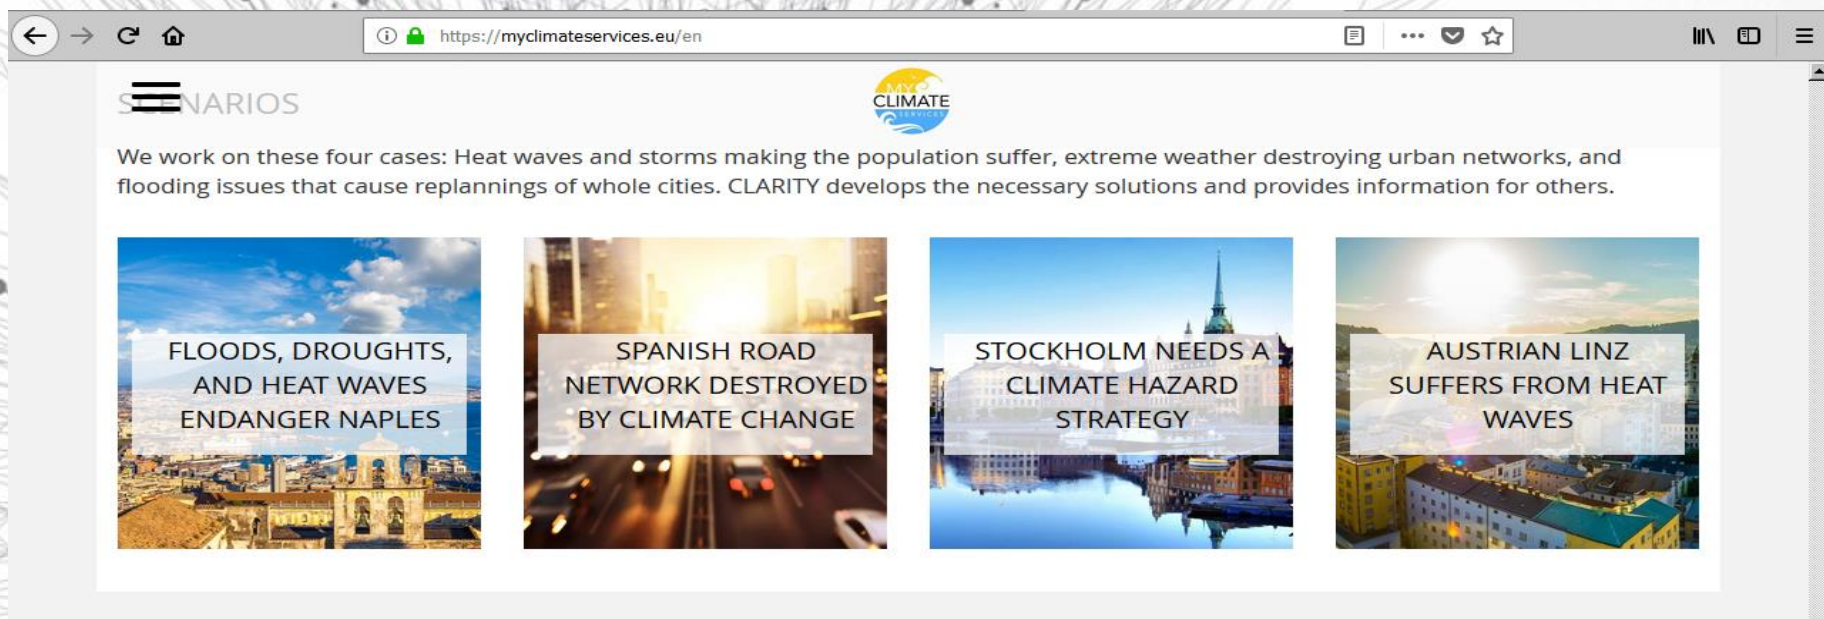 https://myclimateservices.eu/en
SCENARIOS
MY
CLIMATE
SERVICES
We work on these four cases: Heat waves and storms making the population suffer, extreme weather destroying urban networks, and
flooding issues that cause replannings of whole cities. CLARITY develops the necessary solutions and provides information for others.
FLOODS, DROUGHTS,
AND HEAT WAVES
ENDANGER NAPLES
SPANISH ROAD
NETWORK DESTROYED
BY CLIMATE CHANGE
STOCKHOLM NEEDS A
CLIMATE HAZARD
STRATEGY
AUSTRIAN LINZ
SUFFERS FROM HEAT
WAVES